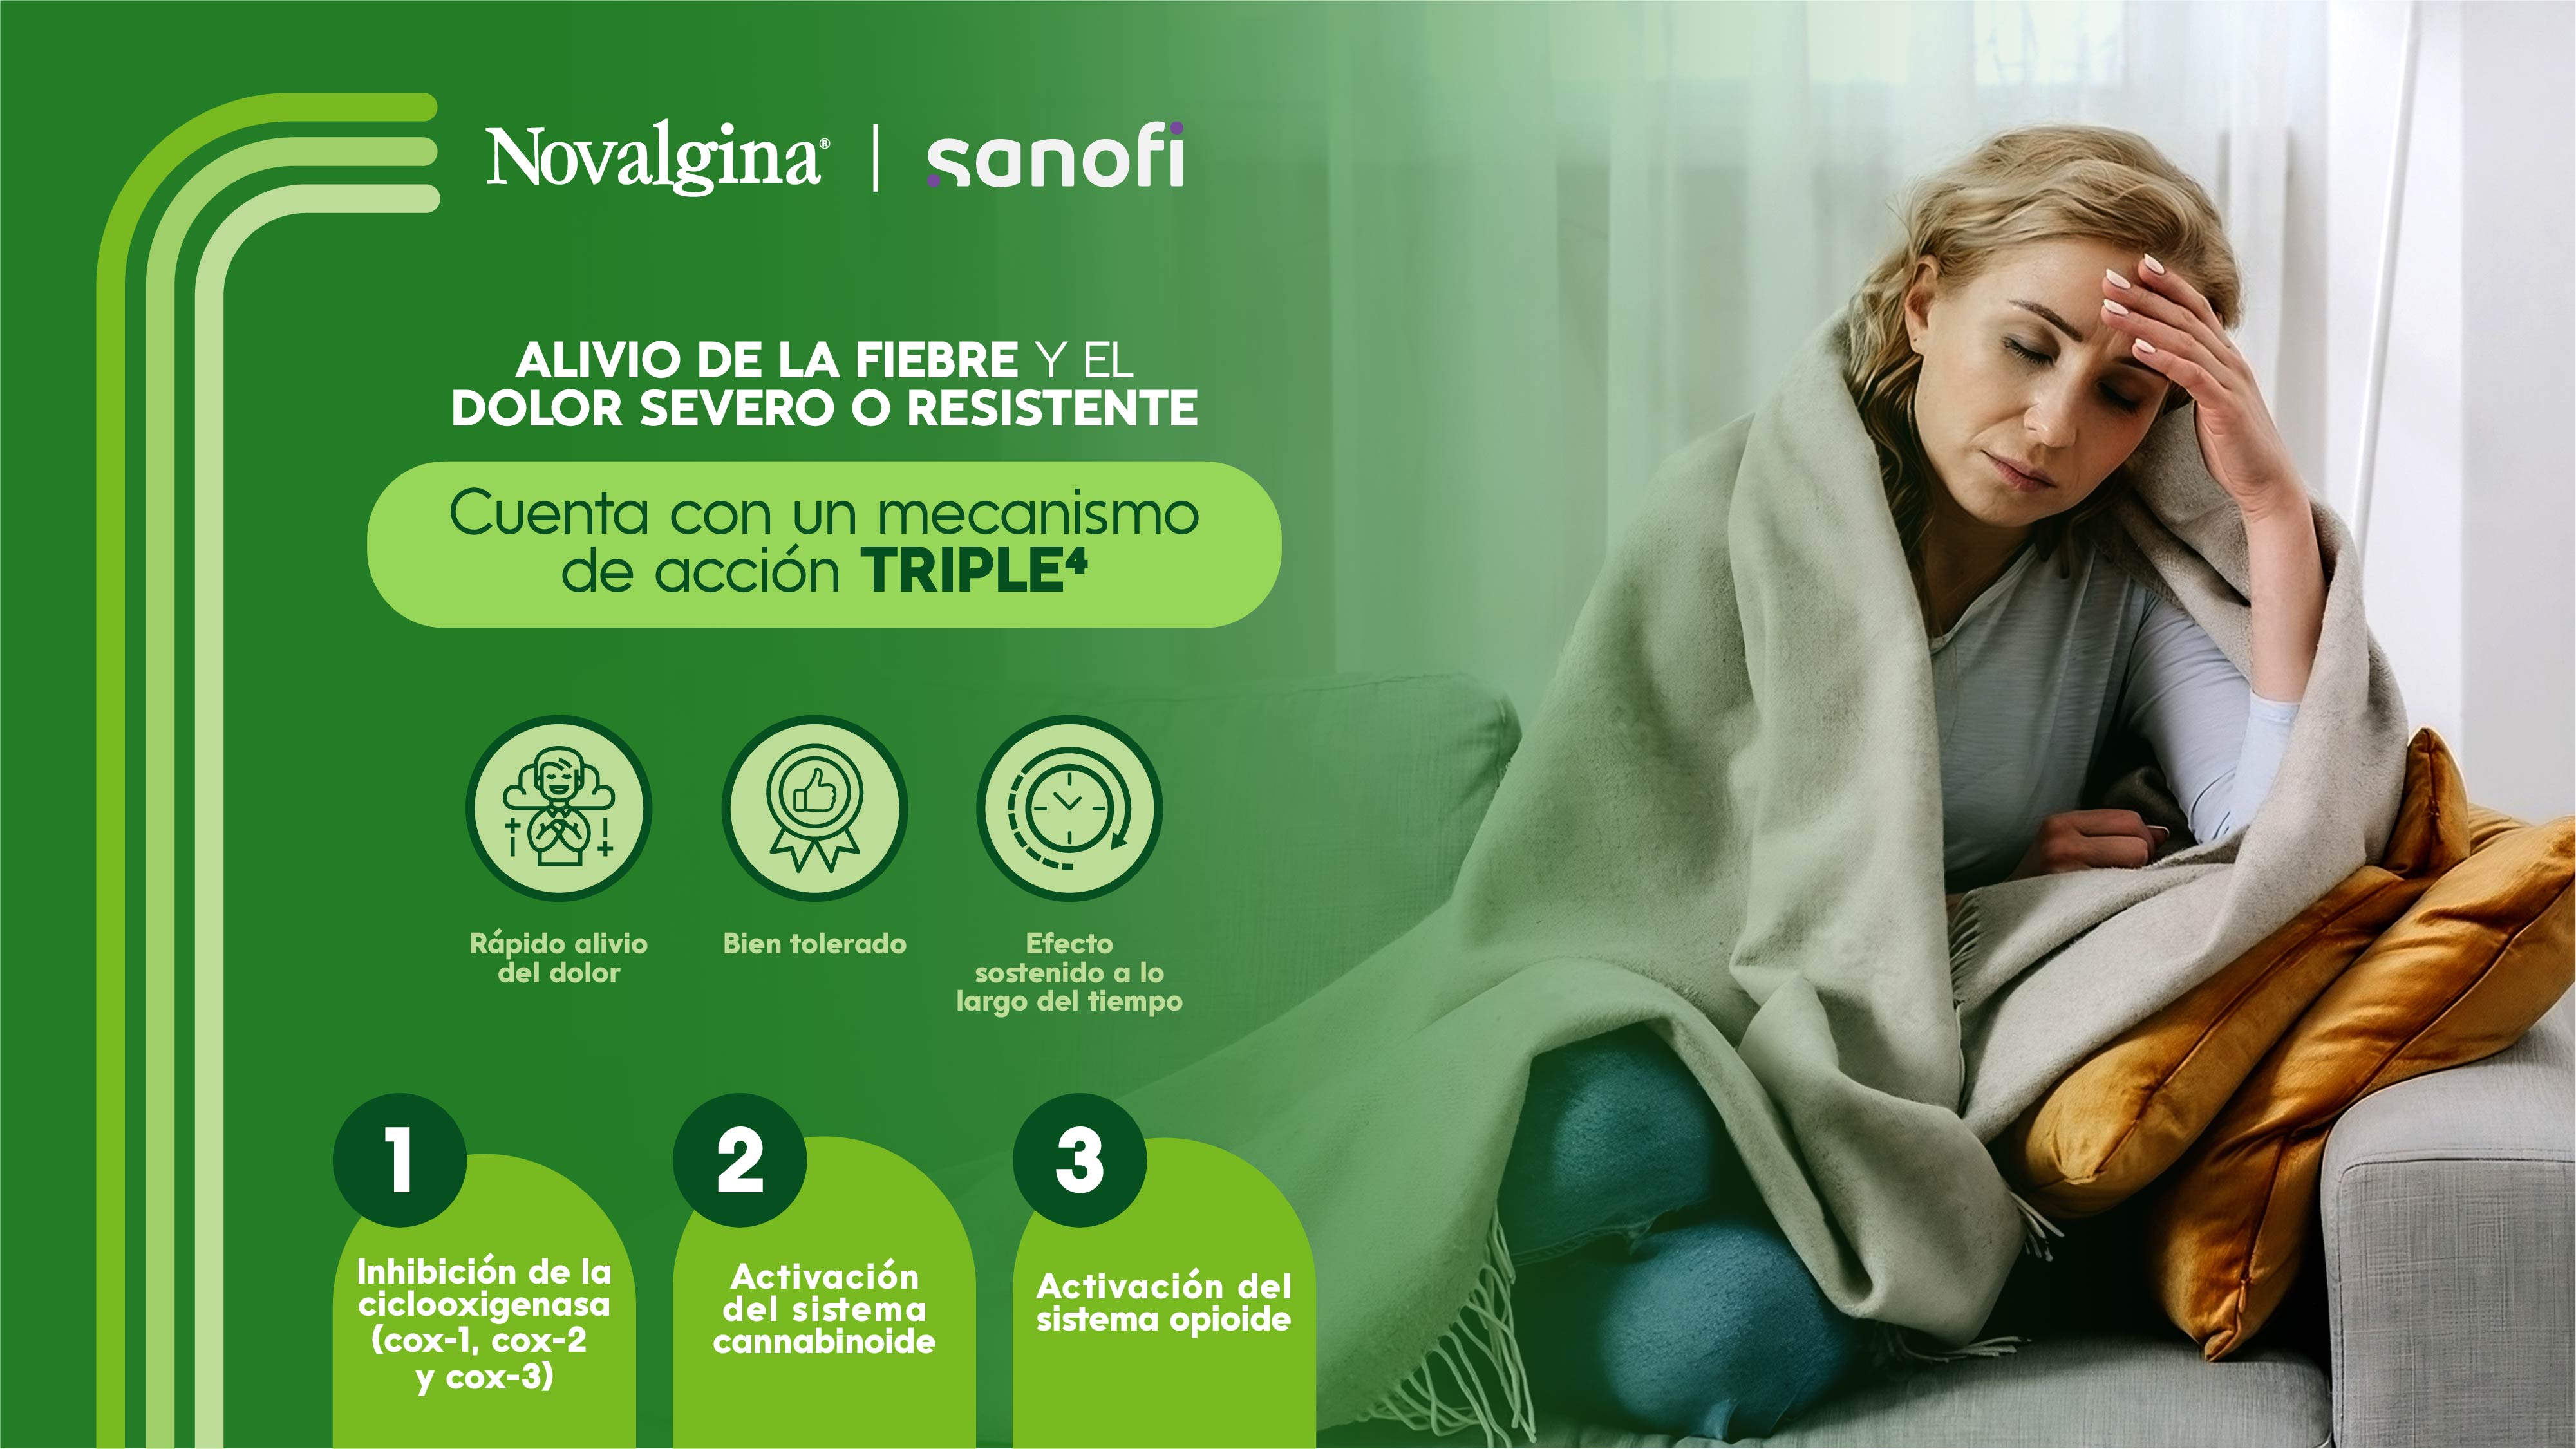 Novalgina® | sanofi
ALIVIO DE LA FIEBRE Y EL
DOLOR SEVERO O RESISTENTE
Cuenta con un mecanismo
de acción TRIPLE⁴
Rápido alivio
del dolor
Bien tolerado
Efecto
sostenido a lo
largo del tiempo
1
Inhibición de la
ciclooxigenasa
(cox-1, cox-2
y cox-3)
2
Activación
del sistema
cannabinoide
3
Activación del
sistema opioide